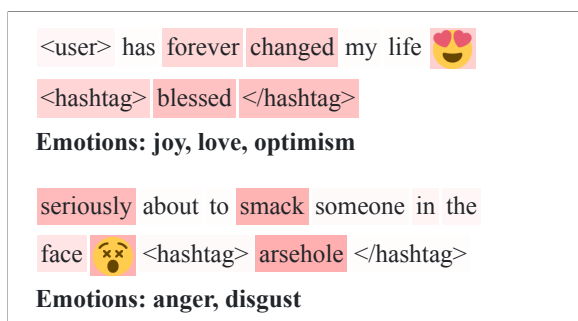 <user> has forever changed my life 😍
<hashtag> blessed </hashtag>
Emotions: joy, love, optimism
seriously about to smack someone in the
face 😵 <hashtag> arsehole </hashtag>
Emotions: anger, disgust